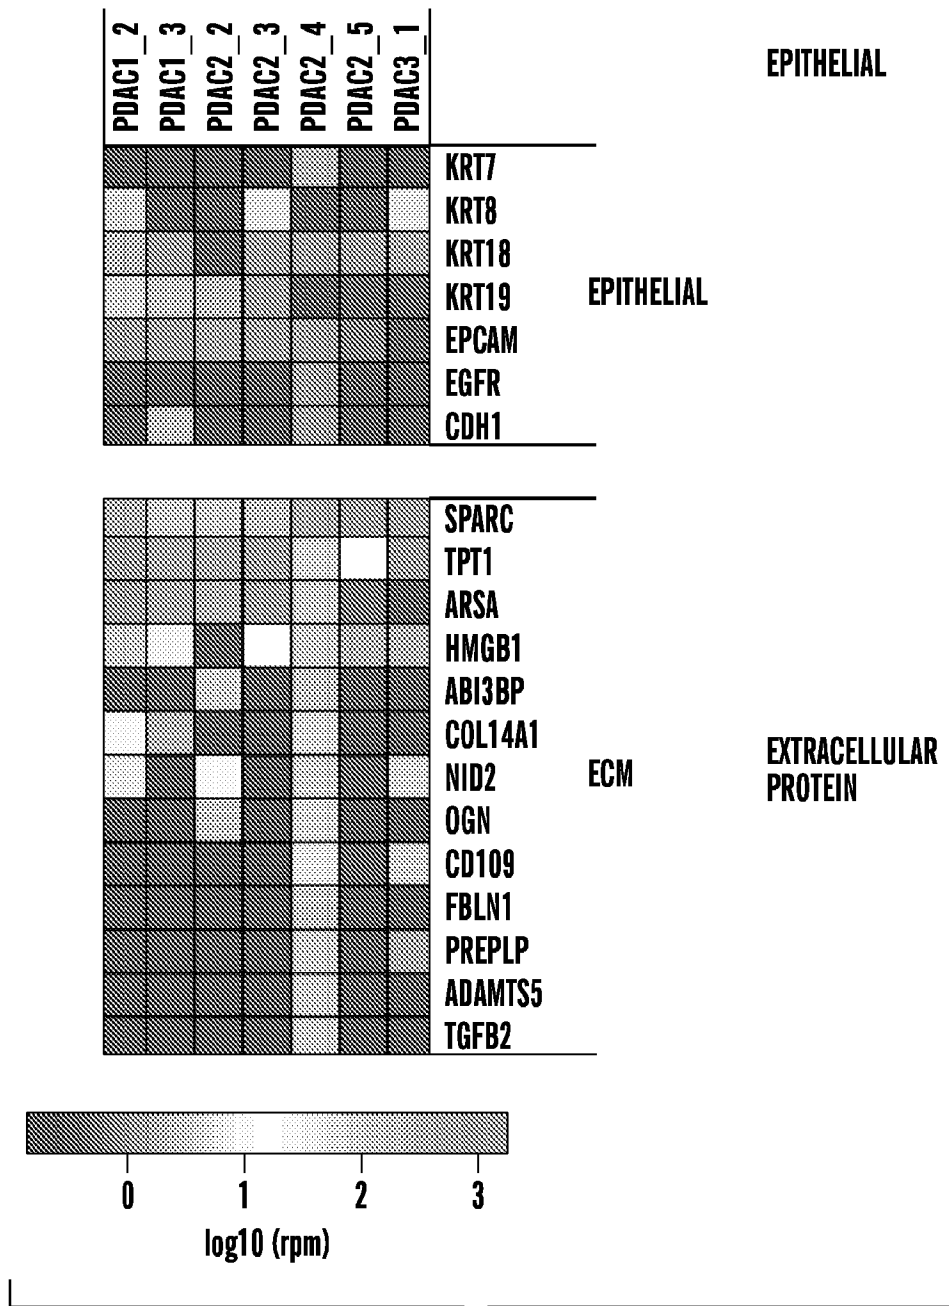 PDAC1_2
PDAC1_3
PDAC2_2
PDAC2_3
PDAC2_4
PDAC2_5
PDAC3_1
EPITHELIAL
KRT7
KRT8
KRT18
KRT19
EPITHELIAL
EPCAM
EGFR
CDH1
SPARC
TPT1
ARSA
HMGB1
ABI3BP
COL14A1
NID2
ECM
EXTRACELLULAR
PROTEIN
OGN
CD109
FBLN1
PREPLP
ADAMTS5
TGFB2
0 1 2 3
log10 (rpm)